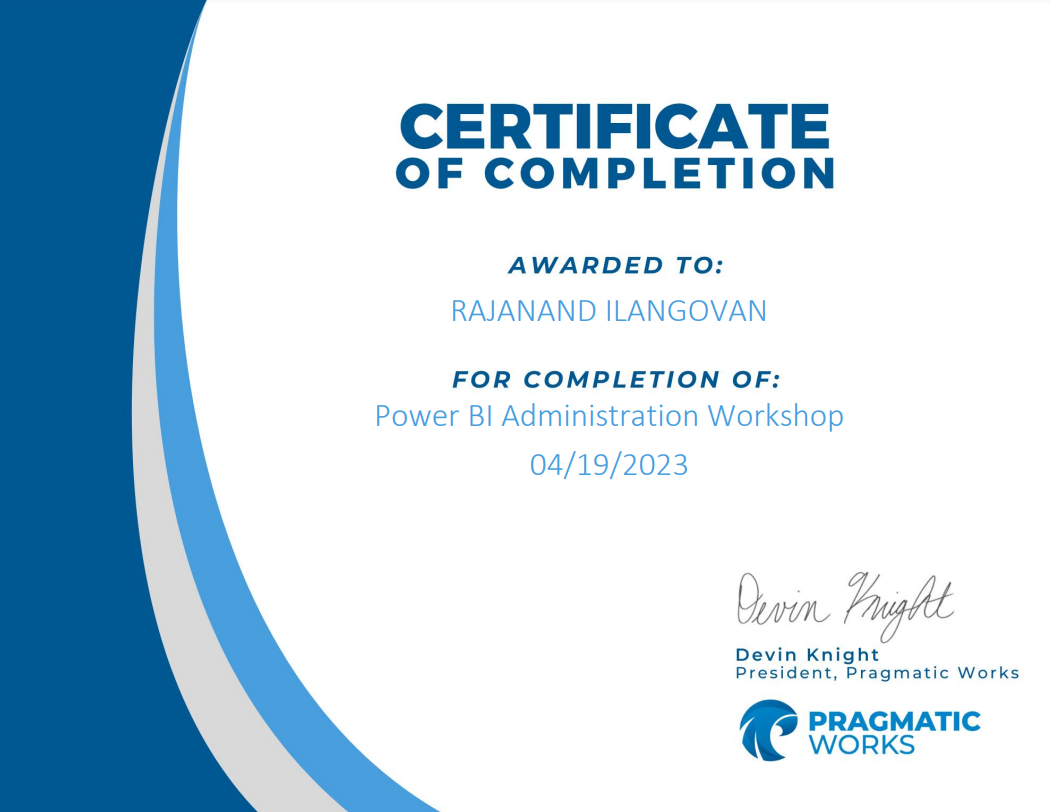 CERTIFICATE
OF COMPLETION
AWARDED TO:
RAJANAND ILANGOVAN
FOR COMPLETION OF:
Power BI Administration Workshop
04/19/2023
Devin Knight
Devin Knight
President, Pragmatic Works
PRAGMATIC
WORKS